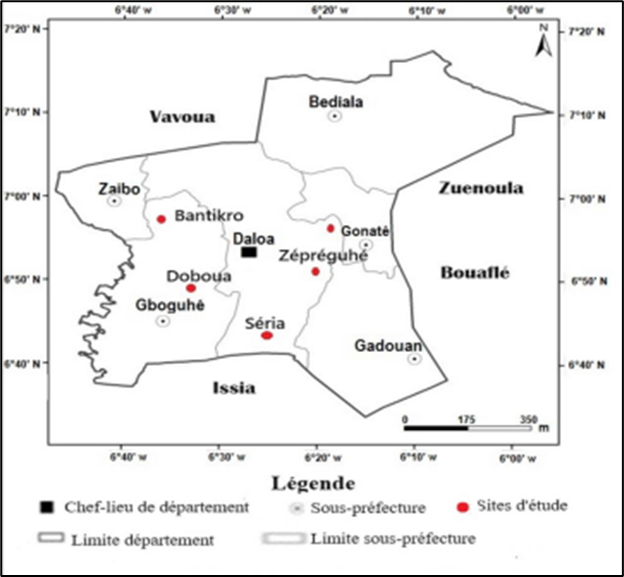 6°40' W 6°30' W 6°20' W 6°10' W 6°00' W
N
7°20' N 7°20' N
Bediala
7°10' N 7°10' N
Vavoua
Zaibo
7°00' N 7°00' N
Zuenoula
Bantikro
Daloa Gonatè
Zépréguhé
Doboua
6°50' N Bouaflé 6°50' N
Gboguhè
Séria
Gadouan
6°40' N 6°40' N
Issia
0 175 350
m
6°40' W 6°30' W 6°20' W 6°10' W 6°00' W
Légende
Chef-lieu de département Sous-préfecture Sites d'étude
Limite département Limite sous-préfecture